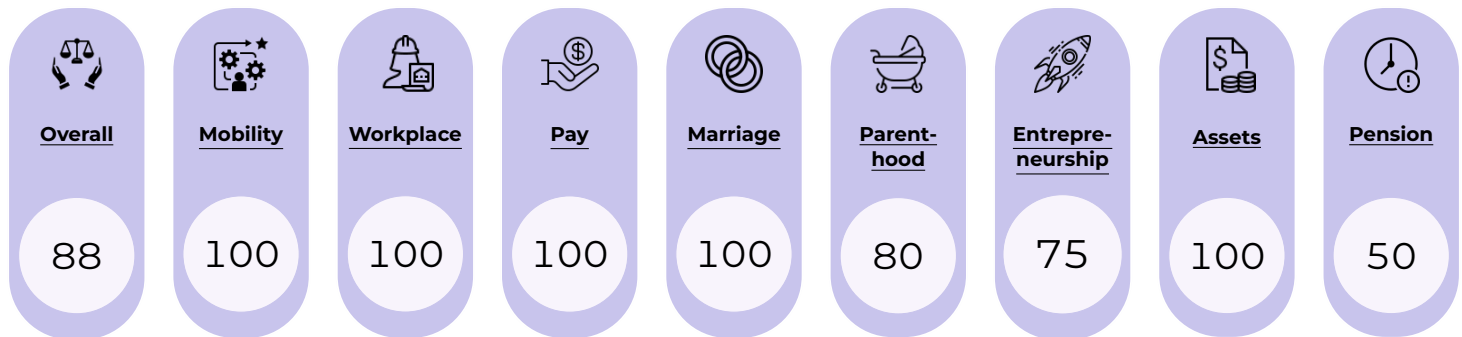 Overall
88
Mobility
100
Workplace
100
$
Pay
100
Marriage
100
Parent-
hood
80
Entrepre-
neurship
75
$
Assets
100
!
Pension
50